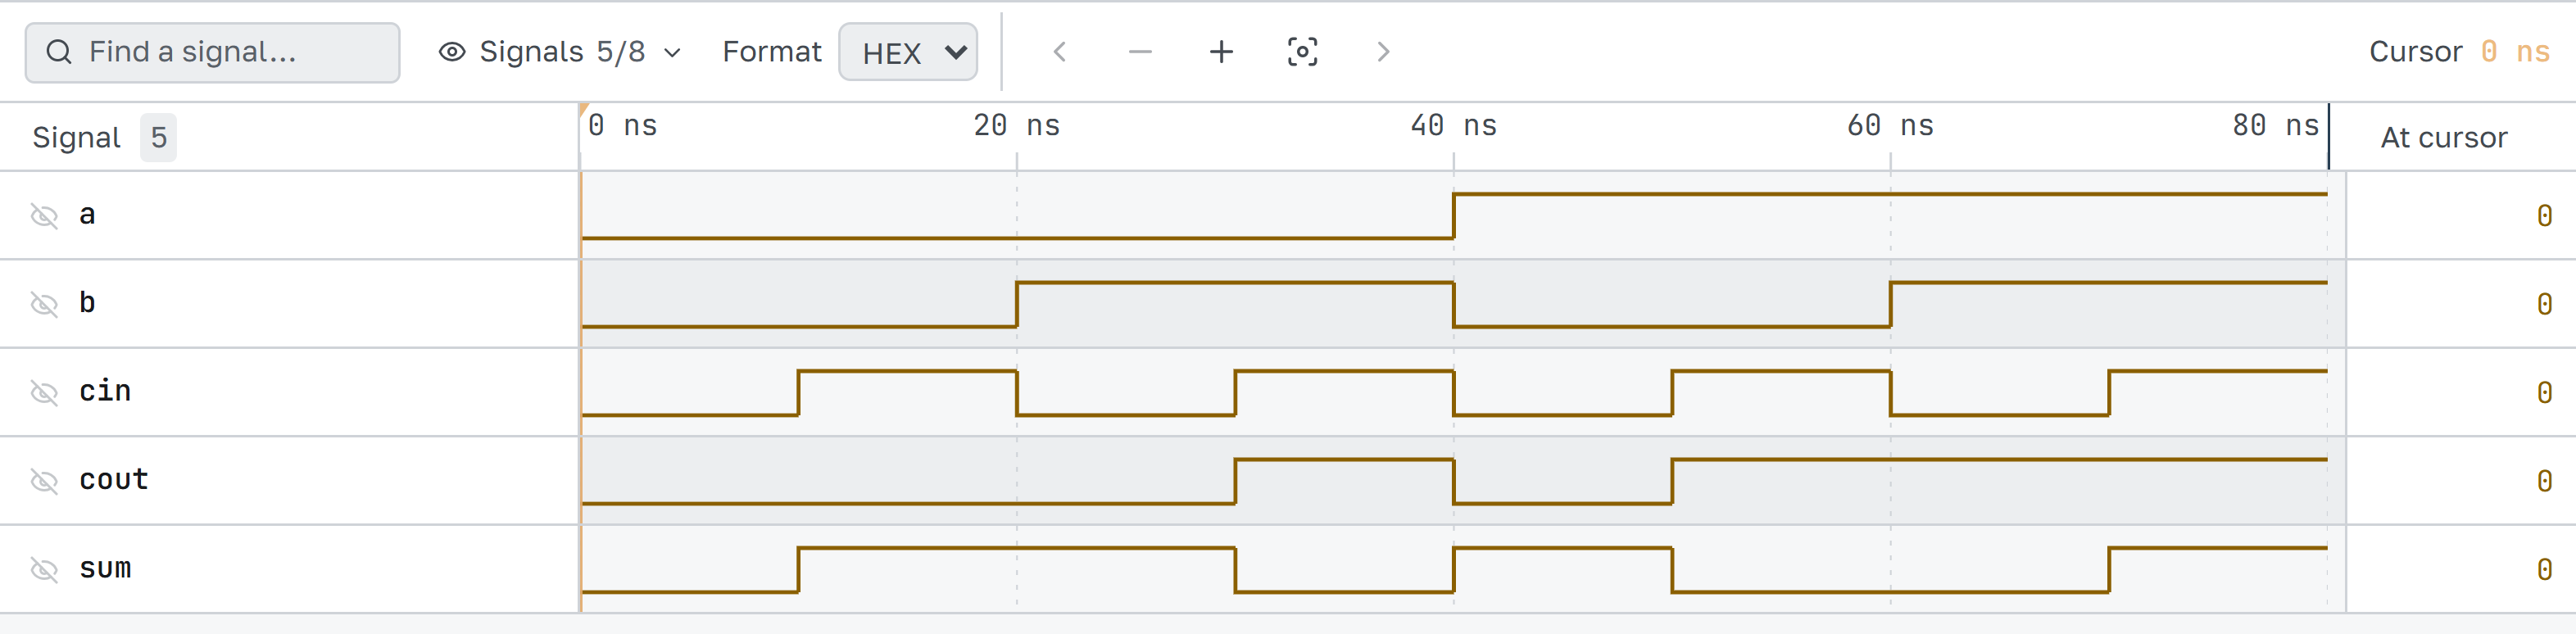 Find a signal... Signals 5/8 Format HEX Cursor 0 ns
Signal 5 0 ns 20 ns 40 ns 60 ns 80 ns At cursor
a 0
b 0
cin 0
cout 0
sum 0